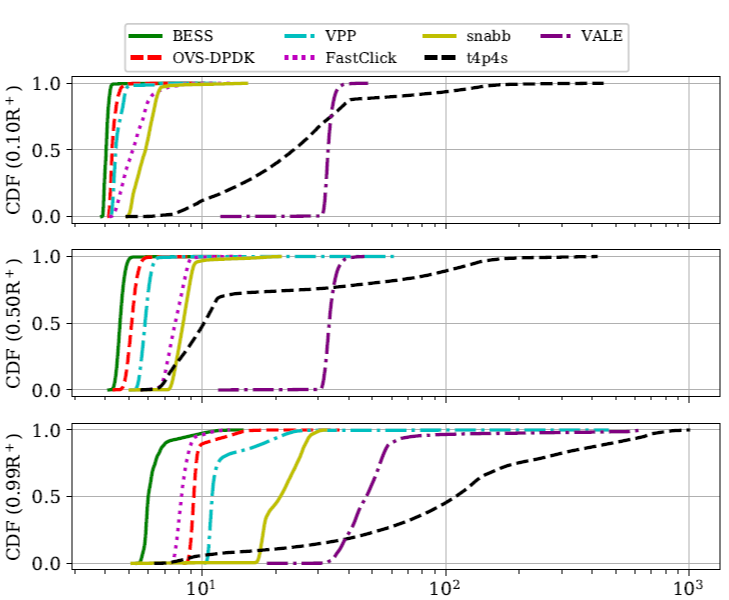 BESS VPP snabb VALE
OVS-DPDK FastClick t4p4s
CDF (0.10R⁺)
1.0
0.5
0.0
CDF (0.50R⁺)
1.0
0.5
0.0
CDF (0.99R⁺)
1.0
0.5
0.0
10¹ 10² 10³